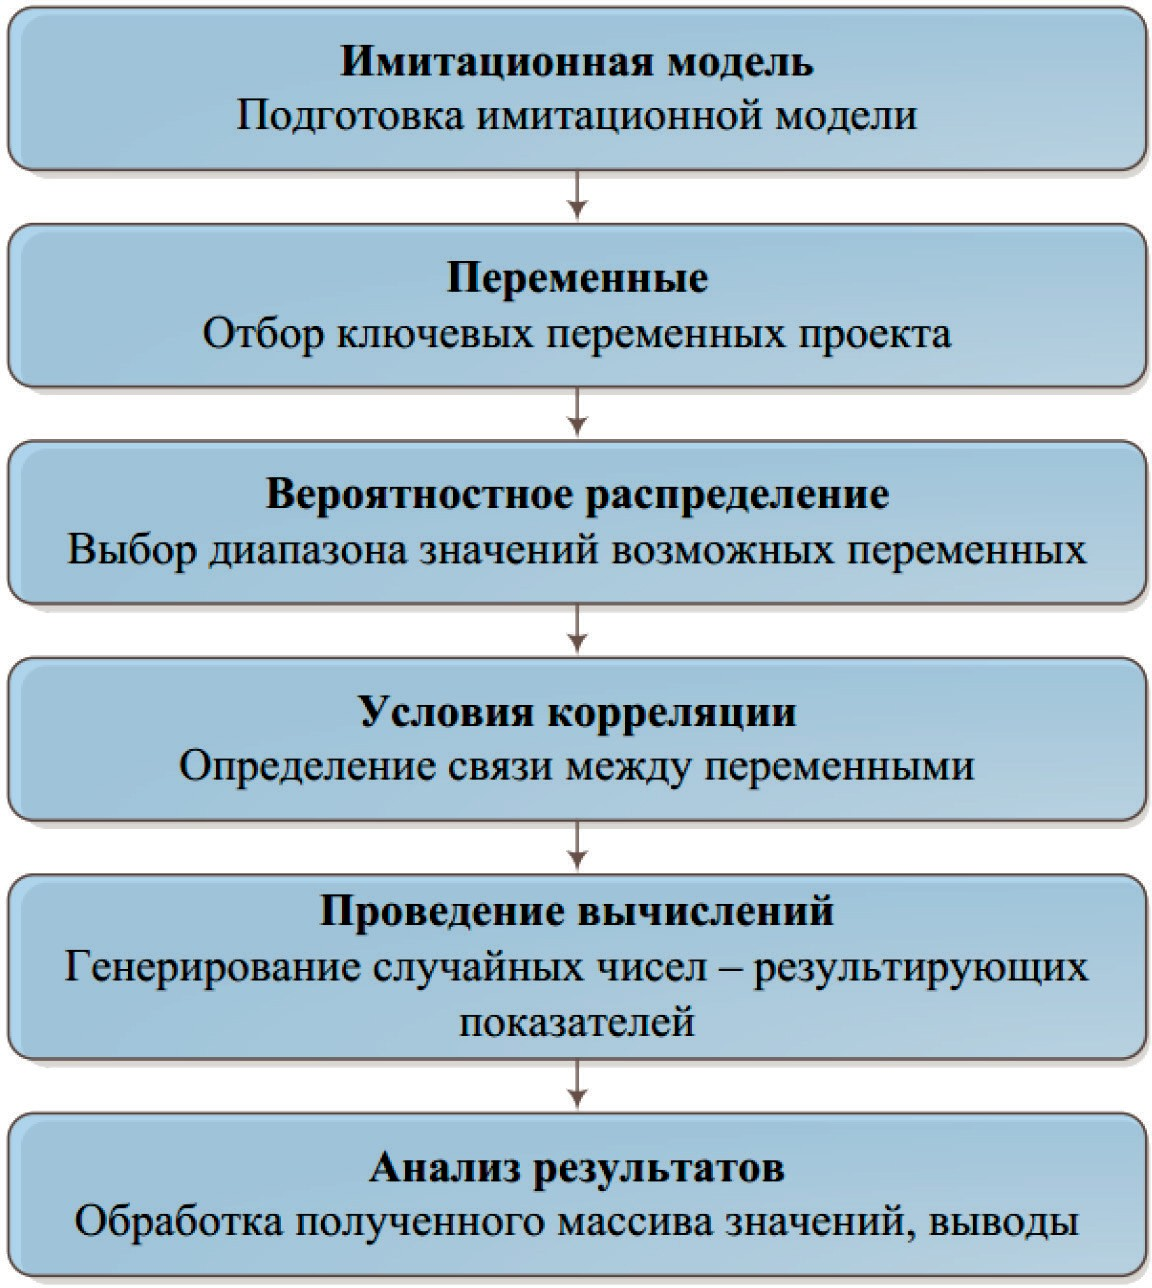 Имитационная модель
Подготовка имитационной модели
Переменные
Отбор ключевых переменных проекта
Вероятностное распределение
Выбор диапазона значений возможных переменных
Условия корреляции
Определение связи между переменными
Проведение вычислений
Генерирование случайных чисел – результирующих
показателей
Анализ результатов
Обработка полученного массива значений, выводы